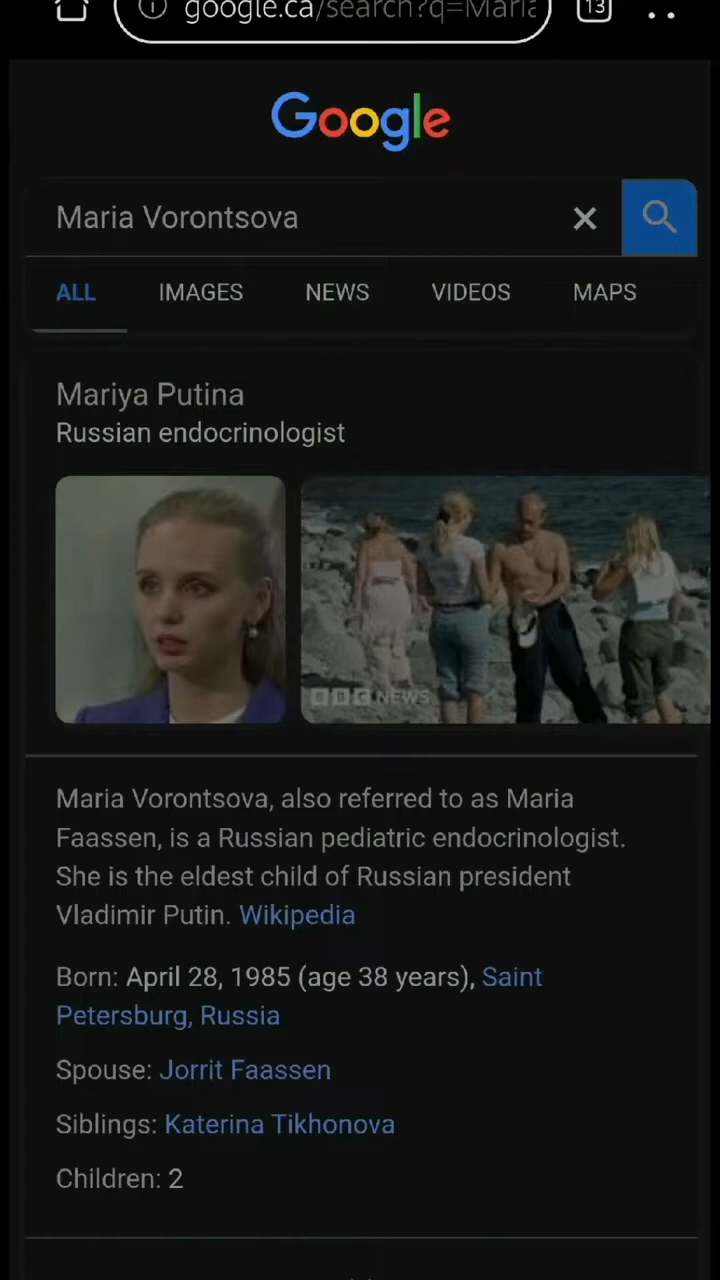 google.ca/search?q=Maria
13
Google
Maria Vorontsova
ALL IMAGES NEWS VIDEOS MAPS
Mariya Putina
Russian endocrinologist
BBC NEWS
Maria Vorontsova, also referred to as Maria
Faassen, is a Russian pediatric endocrinologist.
She is the eldest child of Russian president
Vladimir Putin. Wikipedia
Born: April 28, 1985 (age 38 years), Saint
Petersburg, Russia
Spouse: Jorrit Faassen
Siblings: Katerina Tikhonova
Children: 2